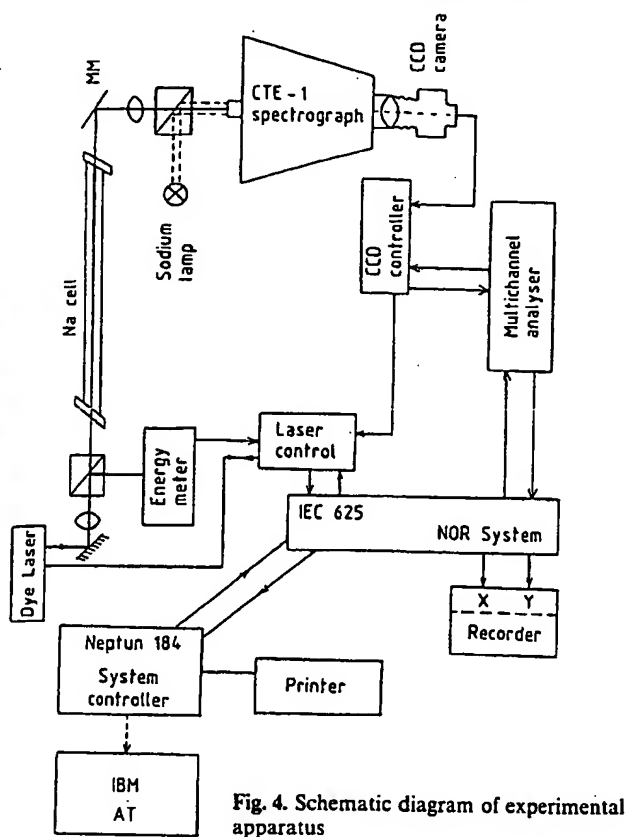 MM
CTE-1
spectrograph
CCD
camera
Sodium
lamp
Na cell
CCD
controller
Multichannel
analyser
Laser
control
Energy
meter
Dye Laser
IEC 625
NOR System
X Y
Recorder
Neptun 184
System
controller
Printer
IBM
AT
Fig. 4. Schematic diagram of experimental
apparatus